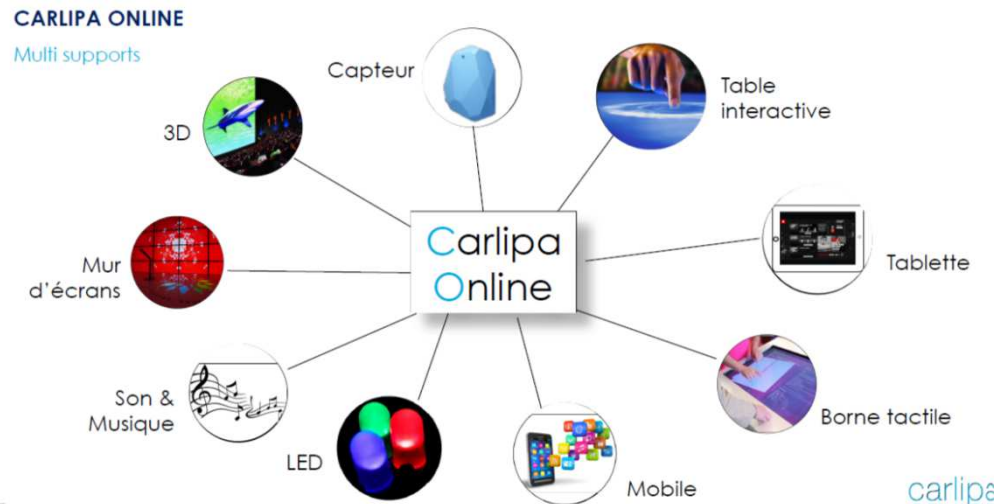 CARLIPA ONLINE
Multi supports
Capteur
Table
interactive
3D
Carlipa
Online
Tablette
Mur
d'écrans
Son &
Musique
Borne tactile
LED
Mobile
carlipa